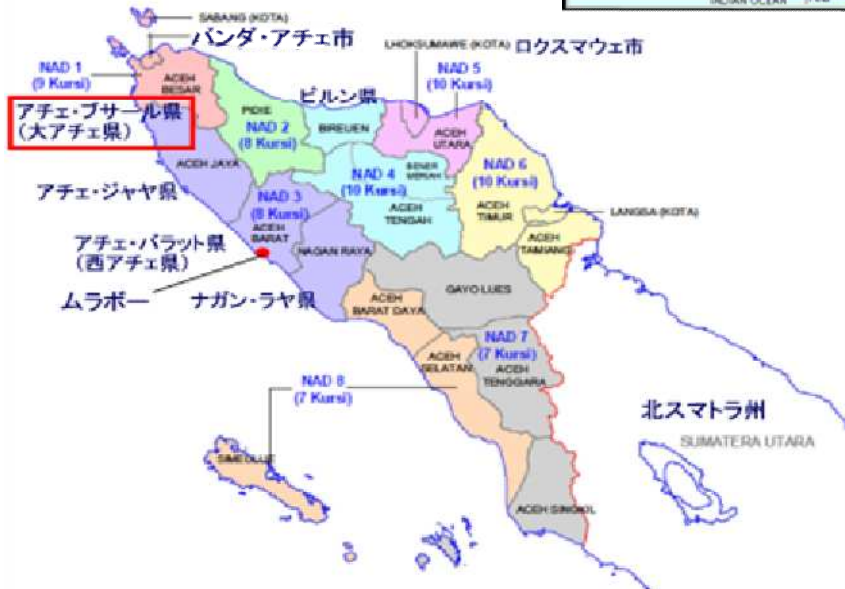 INDIAN OCEAN
SABANG (KOTA)
バンダ・アチェ市
LHOKSUMAWE (KOTA)
ロクスマウェ市
NAD 1
(9 Kursi)
ACEH
BESAR
NAD 5
(10 Kursi)
アチェ・ブサール県
(大アチェ県)
PIDIE
NAD 2
(8 Kursi)
ビルン県
BIREUEN
ACEH
UTARA
BENER
MERIAH
NAD 6
(10 Kursi)
ACEH JAYA
NAD 4
(10 Kursi)
アチェ・ジャヤ県
NAD 3
(8 Kursi)
ACEH
TENGAH
ACEH
TIMUR
LANGSA (KOTA)
アチェ・バラット県
(西アチェ県)
ACEH
BARAT
NAGAN RAYA
ACEH
TAMIANG
ムラボー
ナガン・ラヤ県
GAYO LUES
ACEH
BARAT DAYA
NAD 7
(7 Kursi)
ACEH
SELATAN
ACEH
TENGGARA
NAD 8
(7 Kursi)
北スマトラ州
SUMATERA UTARA
SIMEULUE
ACEH SINGKIL